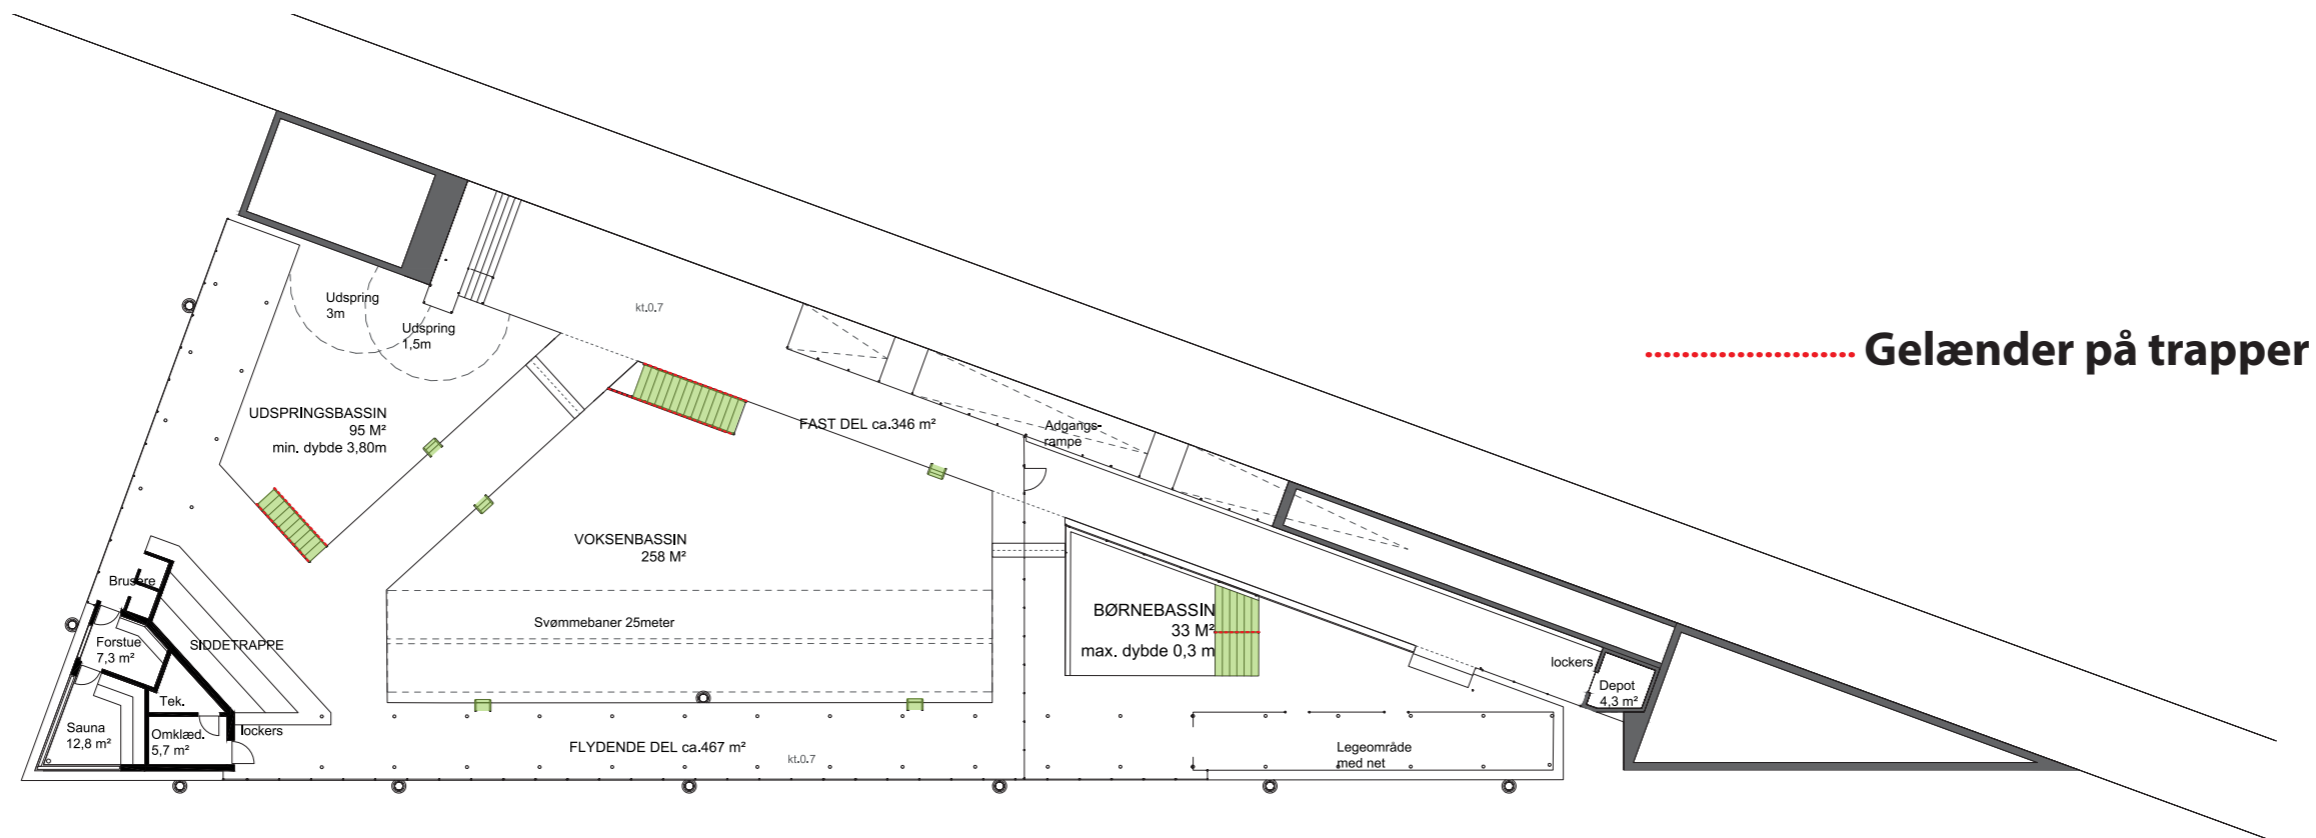 Udspring
3m
Udspring
1,5m
kt.0.7
Gelænder på trapper
UDSPRINGSBASSIN
95 M²
min. dybde 3,80m
FAST DEL ca.346 m²
Adgangs-
rampe
VOKSENBASSIN
258 M²
Brusere
Svømmebaner 25meter
BØRNEBASSIN
33 M²
max. dybde 0,3 m
Forstue
7,3 m²
SIDDETRAPPE
lockers
Depot
4,3 m²
Tek.
Sauna
12,8 m²
Omklæd.
5,7 m²
lockers
FLYDENDE DEL ca.467 m²
kt.0.7
Legeområde
med net